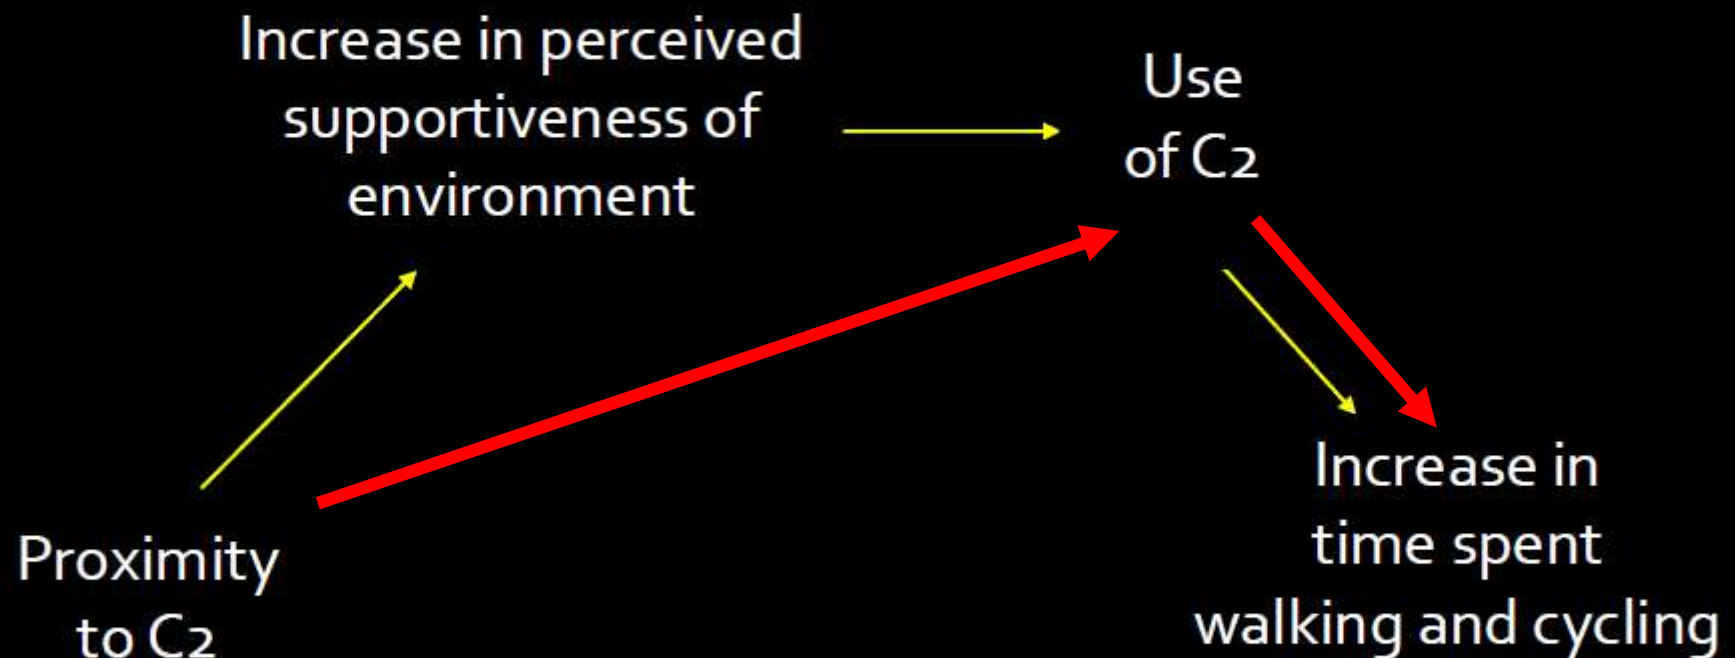 Increase in perceived
supportiveness of
environment
Use
of C2
Proximity
to C2
Increase in
time spent
walking and cycling